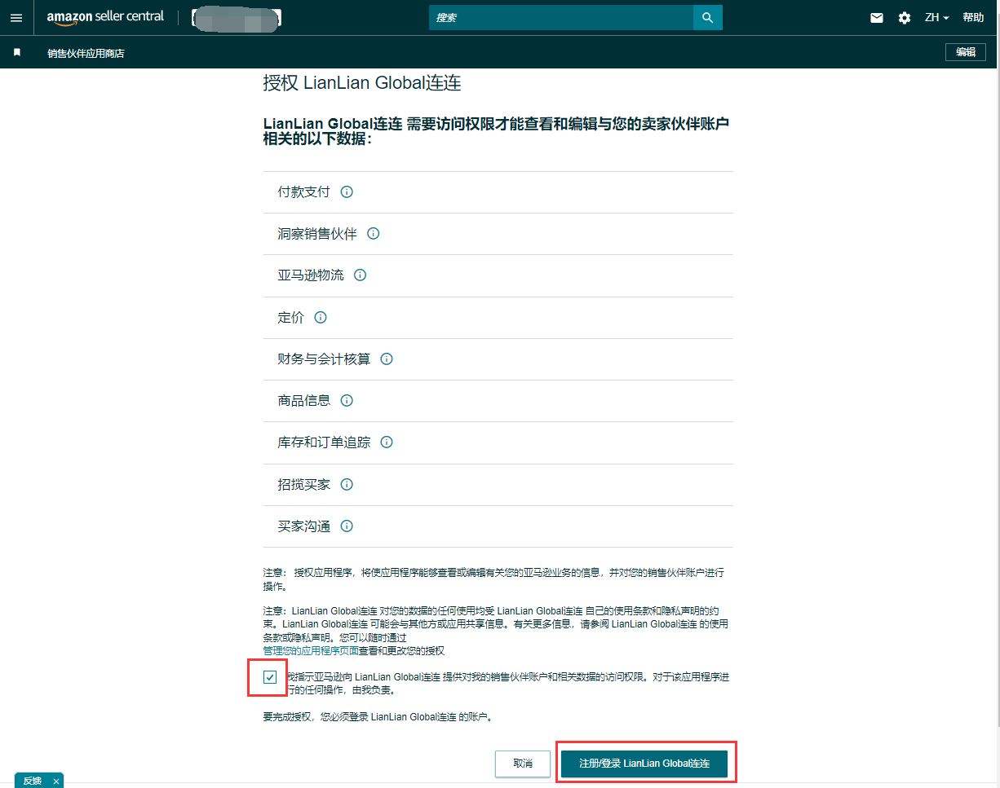 amazon seller central
搜索
ZH
帮助
销售伙伴应用商店
编辑
授权 LianLian Global连连
LianLian Global连连 需要访问权限才能查看和编辑与您的卖家伙伴账户
相关的以下数据：
付款支付
洞察销售伙伴
亚马逊物流
定价
财务与会计核算
商品信息
库存和订单追踪
招揽买家
买家沟通
注意： 授权应用程序，将使应用程序能够查看或编辑有关您的亚马逊业务的信息，并对您的销售伙伴账户进行
操作。
注意：LianLian Global连连 对您的数据的任何使用均受 LianLian Global连连 自己的使用条款和隐私声明的约
束。LianLian Global连连 可能会与其他方或应用共享信息。有关更多信息，请参阅 LianLian Global连连 的使用
条款或隐私声明。您可以随时通过
管理您的应用程序页面查看和更改您的授权
我指示亚马逊向 LianLian Global连连 提供对我的销售伙伴账户和相关数据的访问权限。对于该应用程序进
行的任何操作，由我负责。
要完成授权，您必须登录 LianLian Global连连 的账户。
取消
注册/登录 LianLian Global连连
反馈